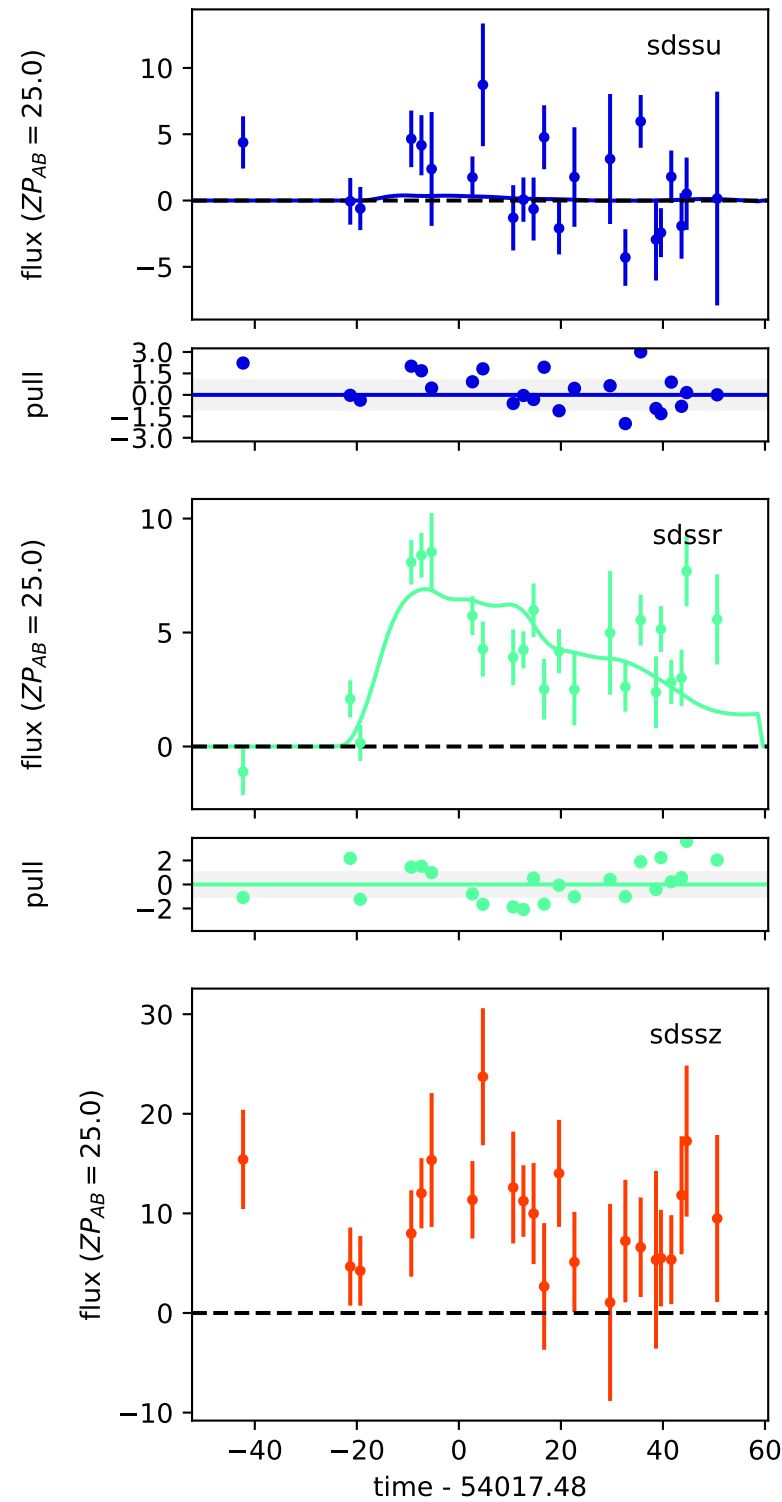 sdssu
flux (ZP_AB = 25.0)
10
5
0
−5
pull
3.0
1.5
0.0
−1.5
−3.0
sdssr
flux (ZP_AB = 25.0)
10
5
0
pull
2
0
−2
sdssz
flux (ZP_AB = 25.0)
30
20
10
0
−10
−40 −20 0 20 40 60
time - 54017.48